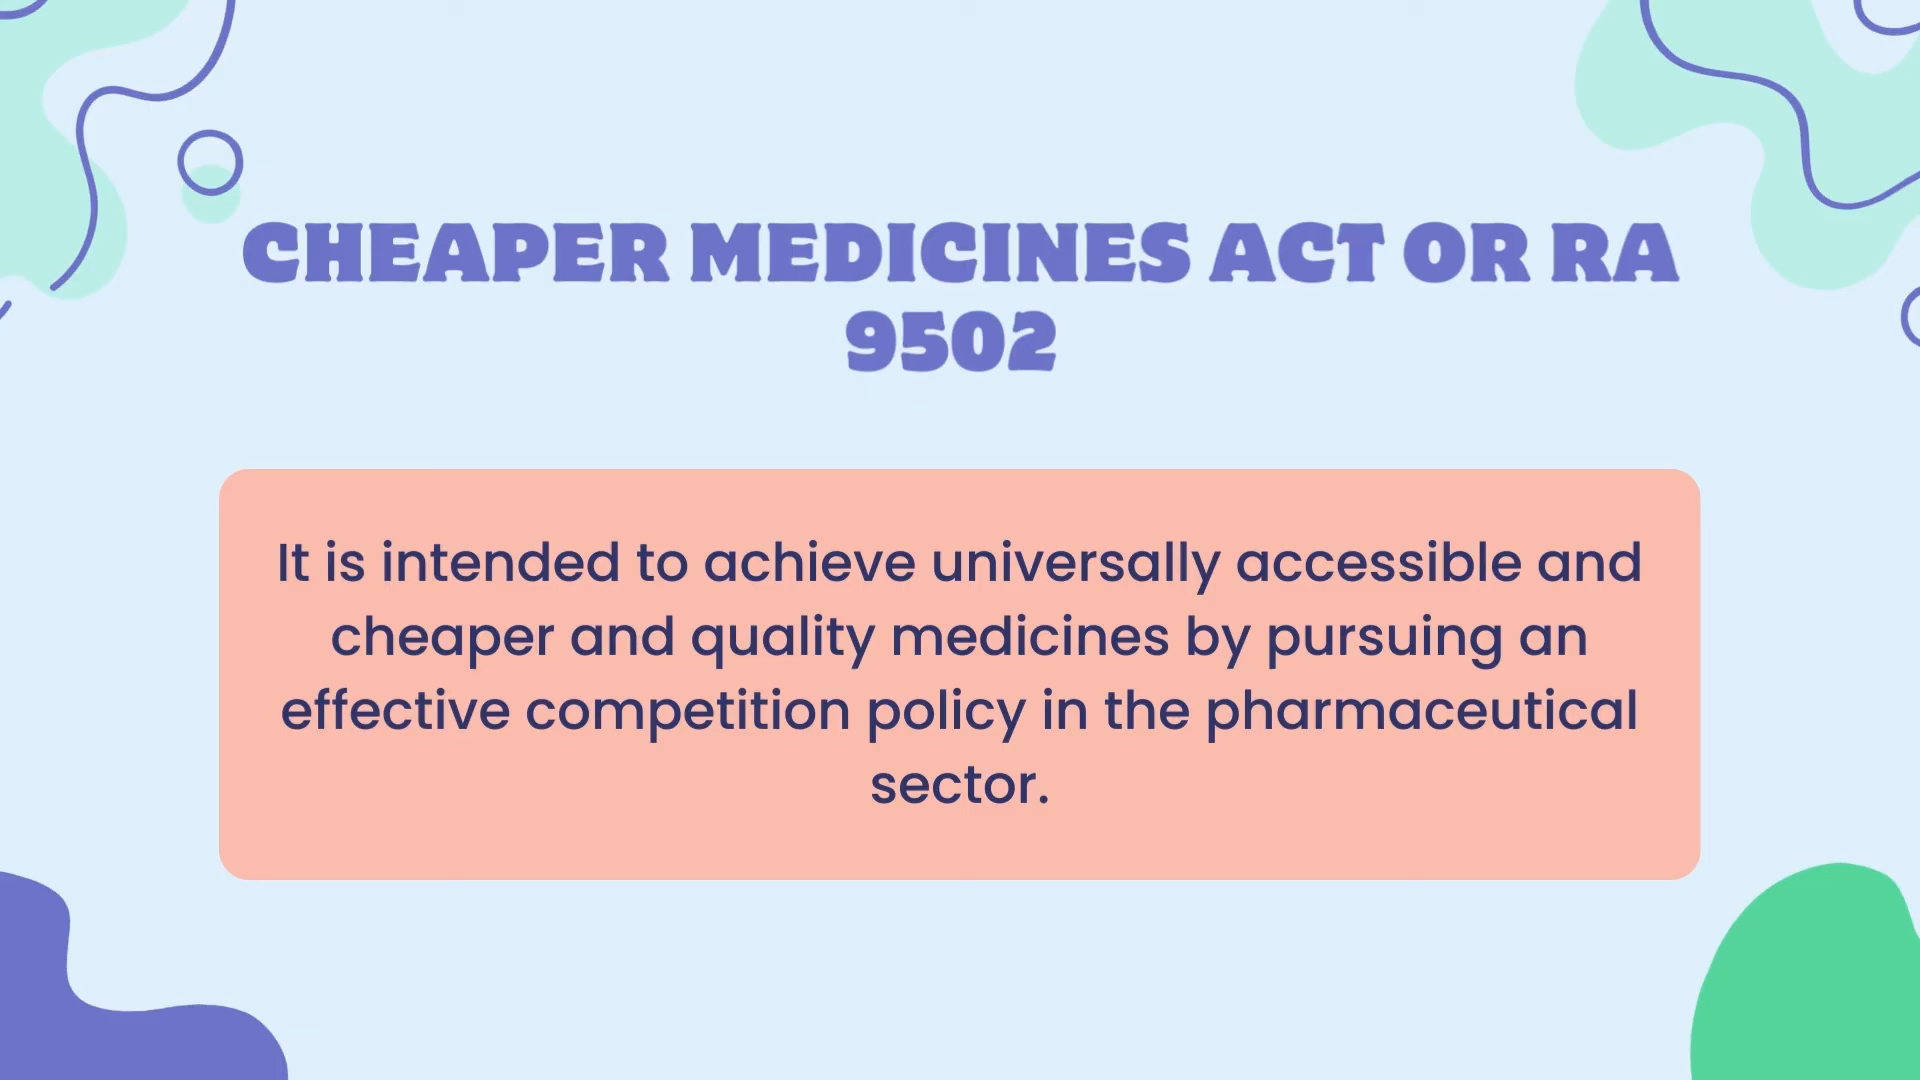 CHEAPER MEDICINES ACT OR RA
9502
It is intended to achieve universally accessible and
cheaper and quality medicines by pursuing an
effective competition policy in the pharmaceutical
sector.